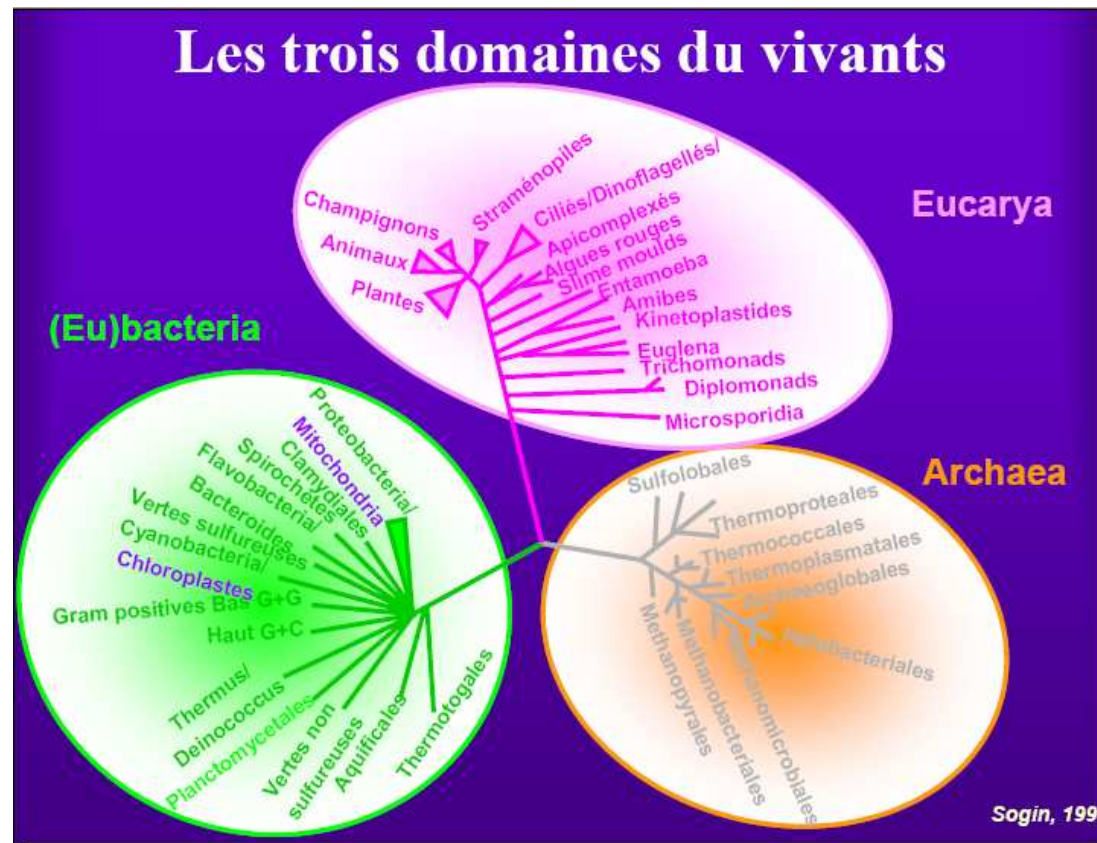 Les trois domaines du vivants
Eucarya
Champignons
Animaux
Plantes
Straménopiles
Ciliés/Dinoflagellés/
Apicomplexés
Algues rouges
Slime moulds
Entamoeba
Amibes
Kinetoplastides
Euglena
Trichomonads
Diplomonads
Microsporidia
(Eu)bacteria
Proteobacteria/
Mitochondria
Clamydiales
Spirochètes
Flavobacteria/
Bacteroides
Vertes sulfureuses
Cyanobacteria/
Chloroplastes
Gram positives Bas G+G
Haut G+C
Thermus/
Deinococcus
Planctomycetales
Vertes non
sulfureuses
Aquificales
Thermotogales
Archaea
Sulfolobales
Thermoproteales
Thermococcales
Thermoplasmatales
Archaeoglobales
Halobacteriales
Methanomicrobiales
Methanobacteriales
Methanopyrales
Sogin, 199